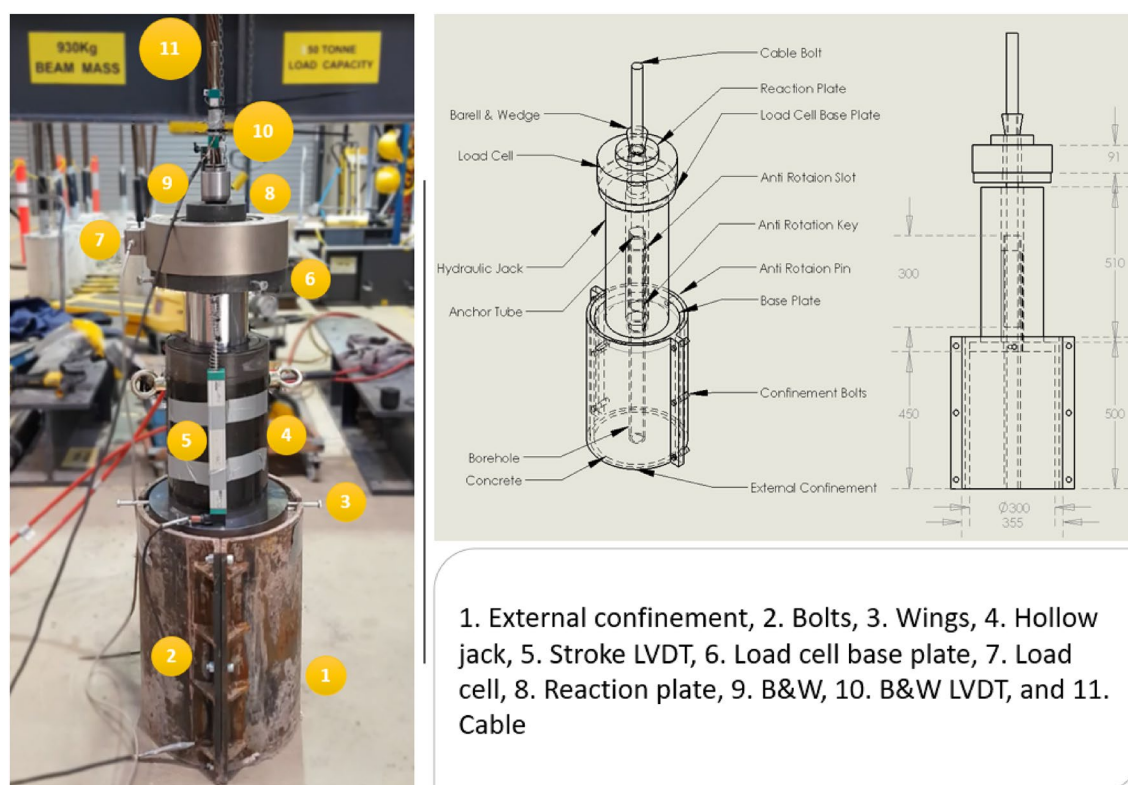 930Kg
BEAM MASS
50 TONNE
LOAD CAPACITY
11
10
9
8
7
6
5
4
3
2
1
Cable Bolt
Reaction Plate
Barell & Wedge
Load Cell Base Plate
Load Cell
Anti Rotaion Slot
Anti Rotation Key
Hydraulic Jack
Anti Rotaion Pin
Base Plate
Anchor Tube
Confinement Bolts
Borehole
Concrete
External Confinement
91
300
510
450
500
Ø300
355
1. External confinement, 2. Bolts, 3. Wings, 4. Hollow
jack, 5. Stroke LVDT, 6. Load cell base plate, 7. Load
cell, 8. Reaction plate, 9. B&W, 10. B&W LVDT, and 11.
Cable